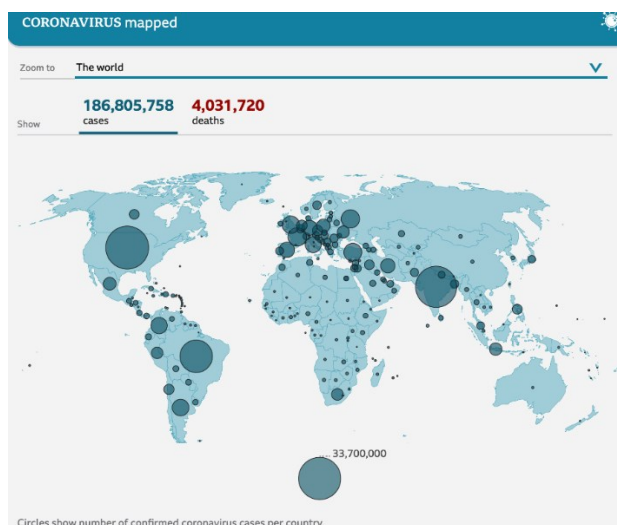 CORONAVIRUS mapped
Zoom to The world
186,805,758 4,031,720
Show cases deaths
.... 33,700,000
Circles show number of confirmed coronavirus cases per country